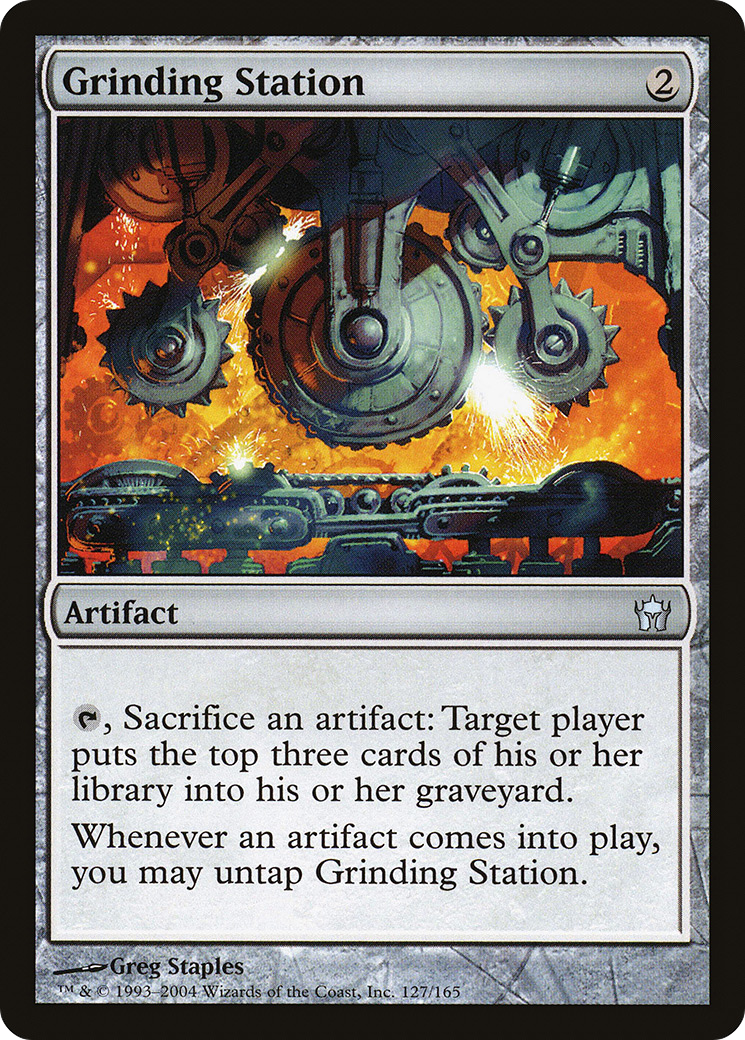 Grinding Station 2
Artifact
, Sacrifice an artifact: Target player
puts the top three cards of his or her
library into his or her graveyard.
Whenever an artifact comes into play,
you may untap Grinding Station.
Greg Staples
™ & © 1993–2004 Wizards of the Coast, Inc. 127/165